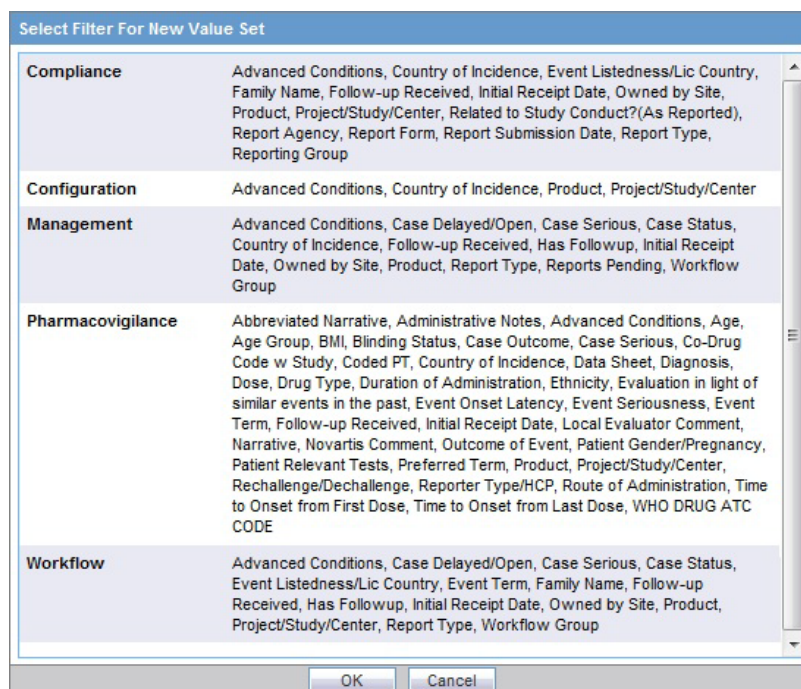 Select Filter For New Value Set
Compliance Advanced Conditions, Country of Incidence, Event Listedness/Lic Country,
Family Name, Follow-up Received, Initial Receipt Date, Owned by Site,
Product, Project/Study/Center, Related to Study Conduct?(As Reported),
Report Agency, Report Form, Report Submission Date, Report Type,
Reporting Group
Configuration Advanced Conditions, Country of Incidence, Product, Project/Study/Center
Management Advanced Conditions, Case Delayed/Open, Case Serious, Case Status,
Country of Incidence, Follow-up Received, Has Followup, Initial Receipt
Date, Owned by Site, Product, Report Type, Reports Pending, Workflow
Group
Pharmacovigilance Abbreviated Narrative, Administrative Notes, Advanced Conditions, Age,
Age Group, BMI, Blinding Status, Case Outcome, Case Serious, Co-Drug
Code w Study, Coded PT, Country of Incidence, Data Sheet, Diagnosis,
Dose, Drug Type, Duration of Administration, Ethnicity, Evaluation in light of
similar events in the past, Event Onset Latency, Event Seriousness, Event
Term, Follow-up Received, Initial Receipt Date, Local Evaluator Comment,
Narrative, Novartis Comment, Outcome of Event, Patient Gender/Pregnancy,
Patient Relevant Tests, Preferred Term, Product, Project/Study/Center,
Rechallenge/Dechallenge, Reporter Type/HCP, Route of Administration, Time
to Onset from First Dose, Time to Onset from Last Dose, WHO DRUG ATC
CODE
Workflow Advanced Conditions, Case Delayed/Open, Case Serious, Case Status,
Event Listedness/Lic Country, Event Term, Family Name, Follow-up
Received, Has Followup, Initial Receipt Date, Owned by Site, Product,
Project/Study/Center, Report Type, Workflow Group
OK Cancel